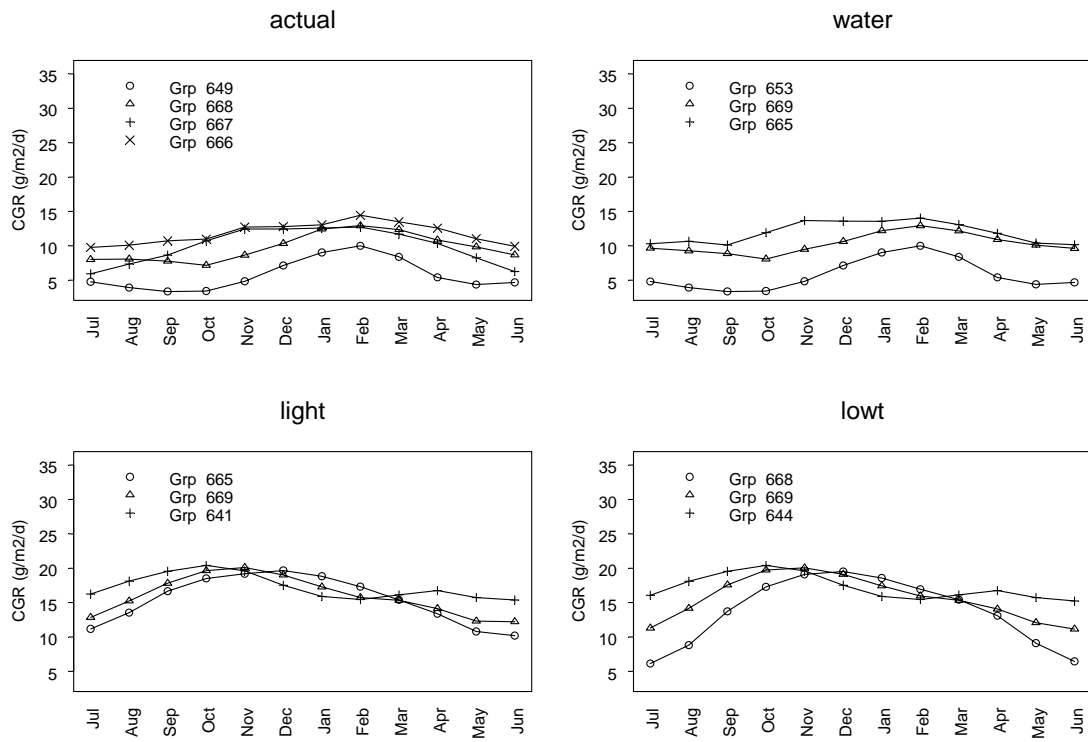 actual
CGR (g/m2/d)
35
30
25
20
15
10
5
Grp 649
Grp 668
Grp 667
Grp 666
Jul Aug Sep Oct Nov Dec Jan Feb Mar Apr May Jun
water
CGR (g/m2/d)
35
30
25
20
15
10
5
Grp 653
Grp 669
Grp 665
Jul Aug Sep Oct Nov Dec Jan Feb Mar Apr May Jun
light
CGR (g/m2/d)
35
30
25
20
15
10
5
Grp 665
Grp 669
Grp 641
Jul Aug Sep Oct Nov Dec Jan Feb Mar Apr May Jun
lowt
CGR (g/m2/d)
35
30
25
20
15
10
5
Grp 668
Grp 669
Grp 644
Jul Aug Sep Oct Nov Dec Jan Feb Mar Apr May Jun